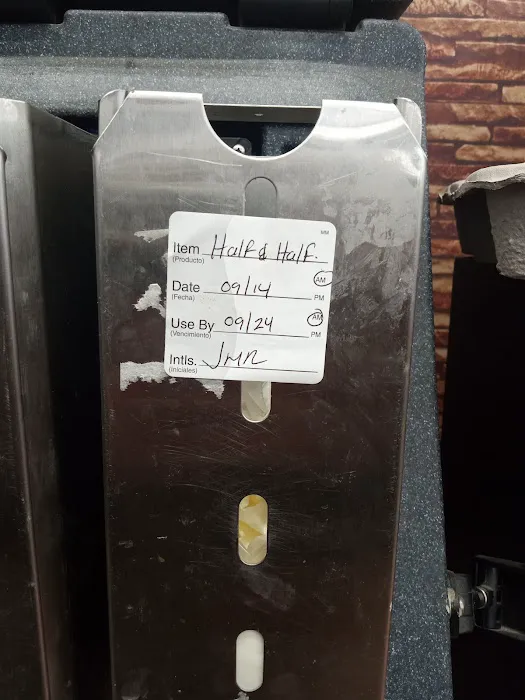 MM
Item Half & Half.
(Producto)
AM
Date 09/14 PM
(Fecha)
AM
Use By 09/24 PM
(Vencimiento)
Intls. JMR
(Iniciales)